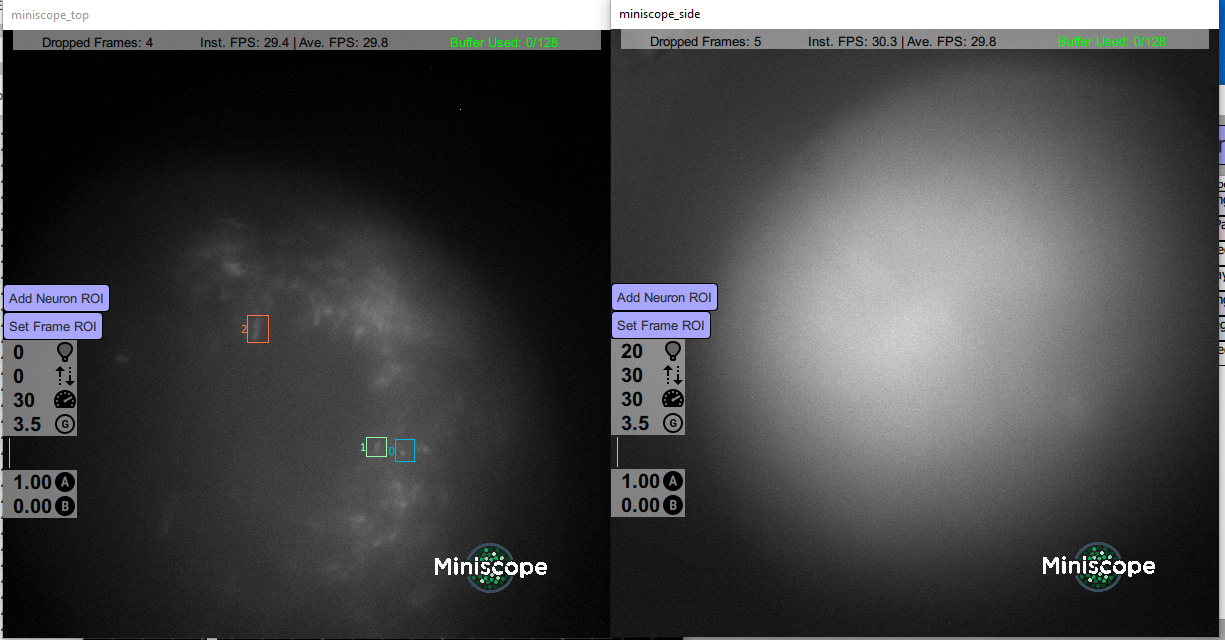 miniscope_top
Dropped Frames: 4 Inst. FPS: 29.4 | Ave. FPS: 29.8 Buffer Used: 0/128
2
Add Neuron ROI
Set Frame ROI
0
0
30
3.5 G
1 0
1.00 A
0.00 B
Miniscope
miniscope_side
Dropped Frames: 5 Inst. FPS: 30.3 | Ave. FPS: 29.8 Buffer Used: 0/128
Add Neuron ROI
Set Frame ROI
20
30
30
3.5 G
1.00 A
0.00 B
Miniscope